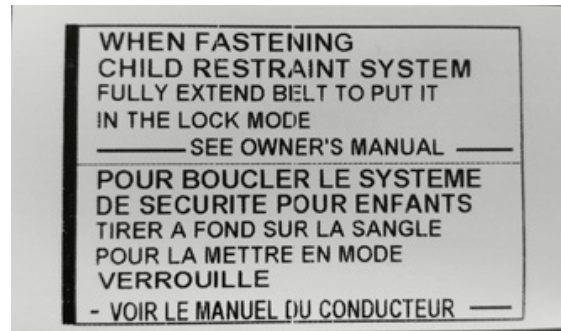 WHEN FASTENING
CHILD RESTRAINT SYSTEM
FULLY EXTEND BELT TO PUT IT
IN THE LOCK MODE
SEE OWNER'S MANUAL
POUR BOUCLER LE SYSTEME
DE SECURITE POUR ENFANTS
TIRER A FOND SUR LA SANGLE
POUR LA METTRE EN MODE
VERROUILLE
- VOIR LE MANUEL DU CONDUCTEUR -